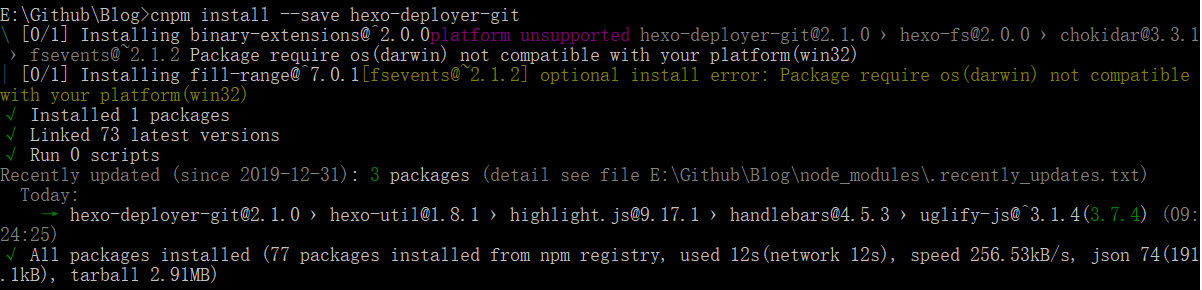 E:\Github\Blog>cnpm install --save hexo-deployer-git
\ [0/1] Installing binary-extensions@^2.0.0platform unsupported hexo-deployer-git@2.1.0 › hexo-fs@2.0.0 › chokidar@3.3.1
 › fsevents@~2.1.2 Package require os(darwin) not compatible with your platform(win32)
| [0/1] Installing fill-range@^7.0.1[fsevents@~2.1.2] optional install error: Package require os(darwin) not compatible
with your platform(win32)
√ Installed 1 packages
√ Linked 73 latest versions
√ Run 0 scripts
Recently updated (since 2019-12-31): 3 packages (detail see file E:\Github\Blog\node_modules\.recently_updates.txt)
  Today:
    → hexo-deployer-git@2.1.0 › hexo-util@1.8.1 › highlight.js@9.17.1 › handlebars@4.5.3 › uglify-js@^3.1.4(3.7.4) (09:
24:25)
√ All packages installed (77 packages installed from npm registry, used 12s(network 12s), speed 256.53kB/s, json 74(191
.1kB), tarball 2.91MB)